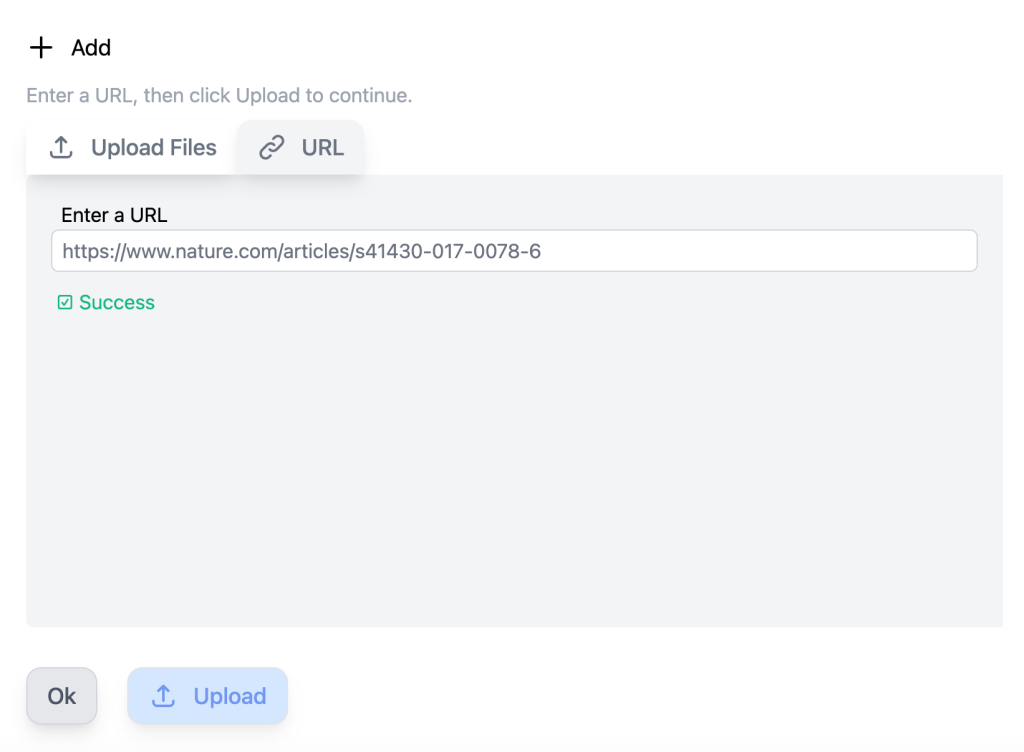 Add
Enter a URL, then click Upload to continue.
Upload Files URL
Enter a URL
https://www.nature.com/articles/s41430-017-0078-6
Success
Ok Upload